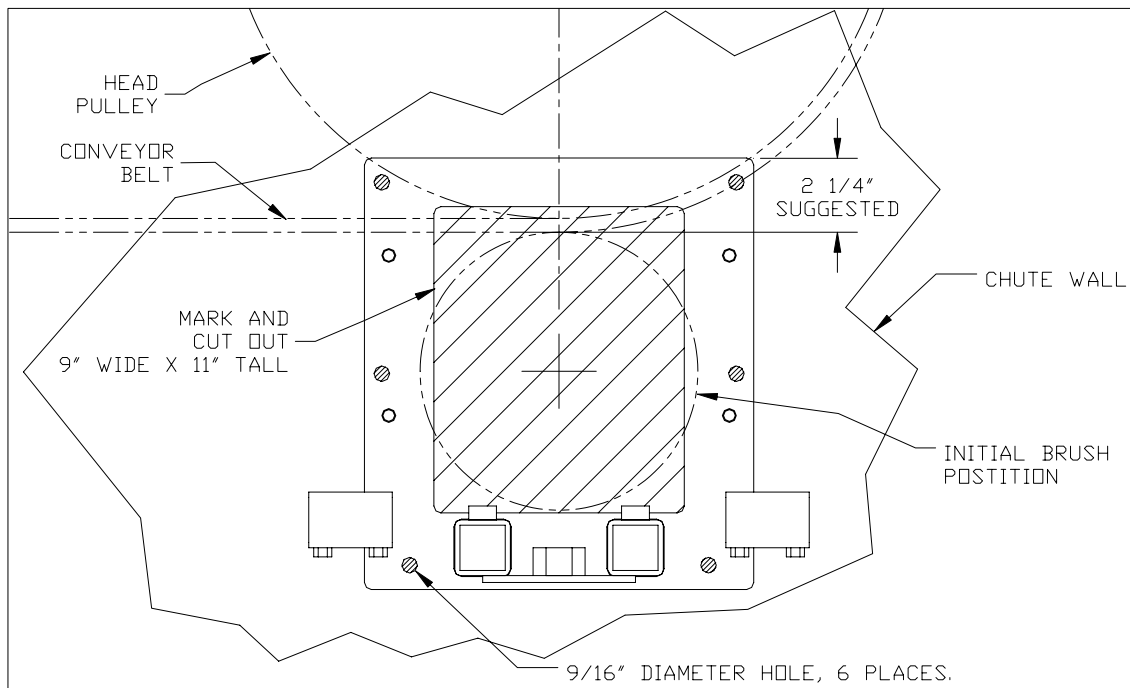 HEAD
PULLEY
CONVEYOR
BELT
2 1/4"
SUGGESTED
CHUTE WALL
MARK AND
CUT OUT
9" WIDE X 11" TALL
INITIAL BRUSH
POSTITION
9/16" DIAMETER HOLE, 6 PLACES.